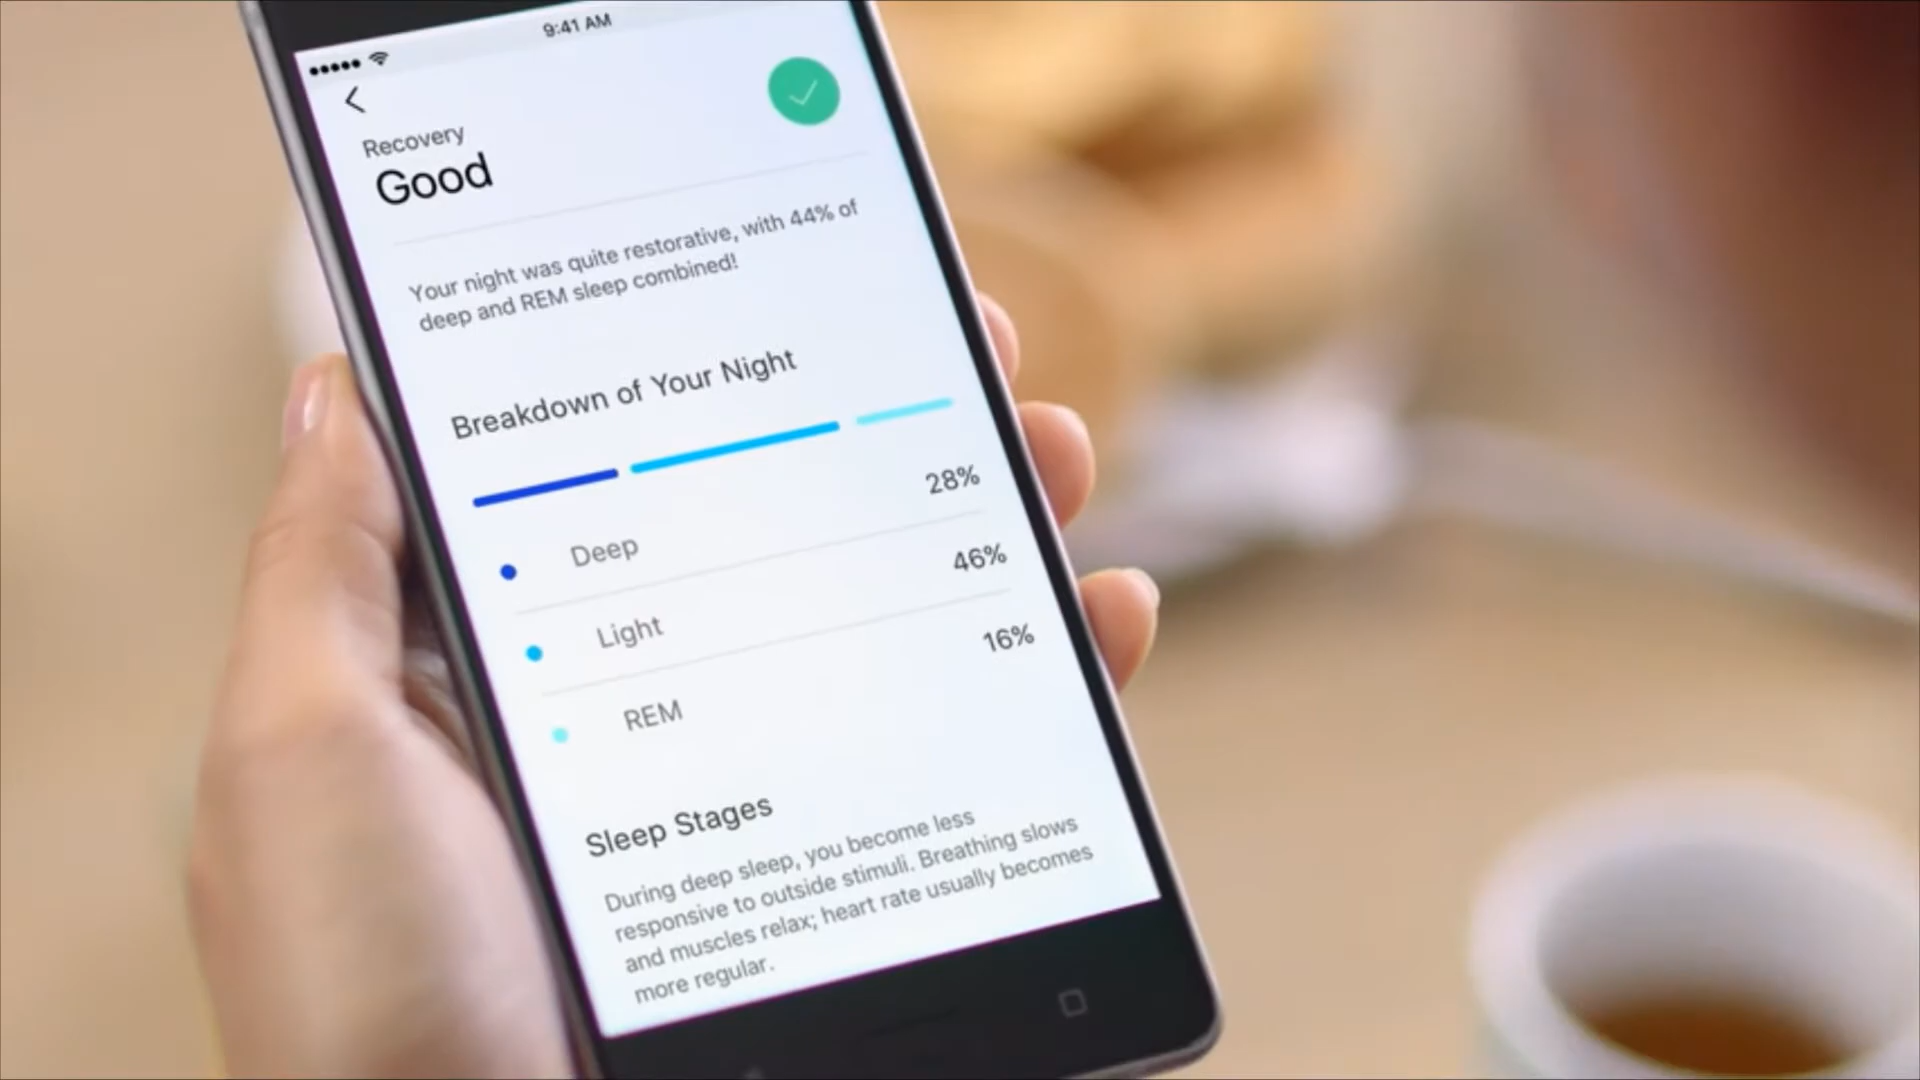 9:41 AM
Recovery
Good
Your night was quite restorative, with 44% of
deep and REM sleep combined!
Breakdown of Your Night
Deep 28%
Light 46%
REM 16%
Sleep Stages
During deep sleep, you become less
responsive to outside stimuli. Breathing slows
and muscles relax; heart rate usually becomes
more regular.